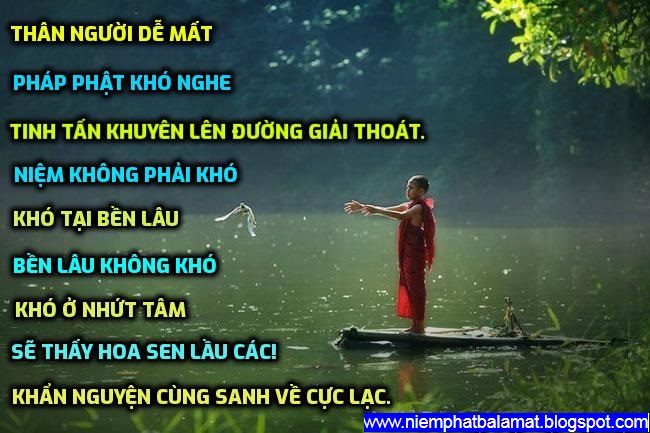 THÂN NGƯỜI DỄ MẤT
PHÁP PHẬT KHÓ NGHE
TINH TẤN KHUYÊN LÊN ĐƯỜNG GIẢI THOÁT.
NIỆM KHÔNG PHẢI KHÓ
KHÓ TẠI BỀN LÂU
BỀN LÂU KHÔNG KHÓ
KHÓ Ở NHỨT TÂM
SẼ THẤY HOA SEN LẦU CÁC!
KHẨN NGUYỆN CÙNG SANH VỀ CỰC LẠC.
www.niemphatbalamat.blogspot.com